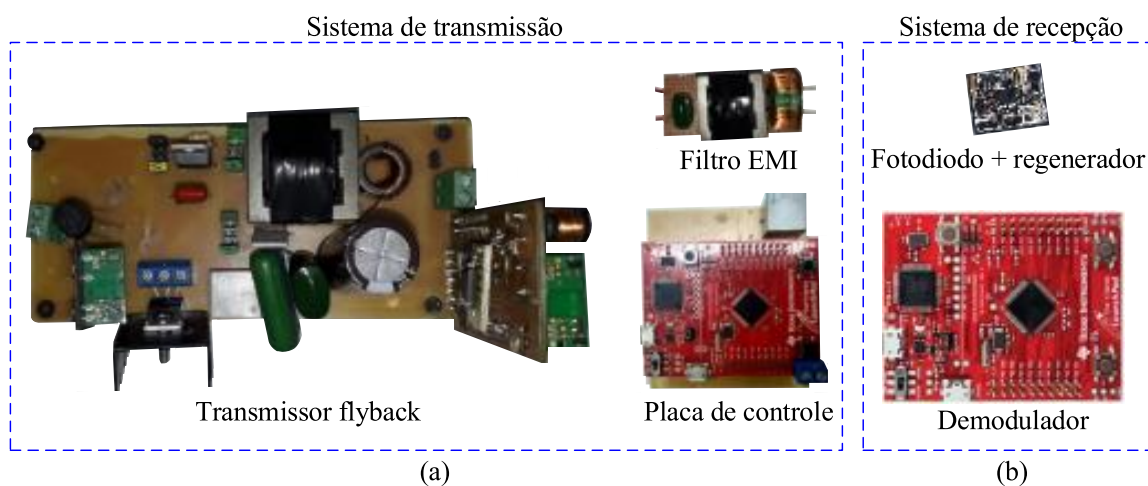 Sistema de transmissão
Sistema de recepção
Filtro EMI
Fotodiodo + regenerador
Transmissor flyback
Placa de controle
Demodulador
(a)
(b)